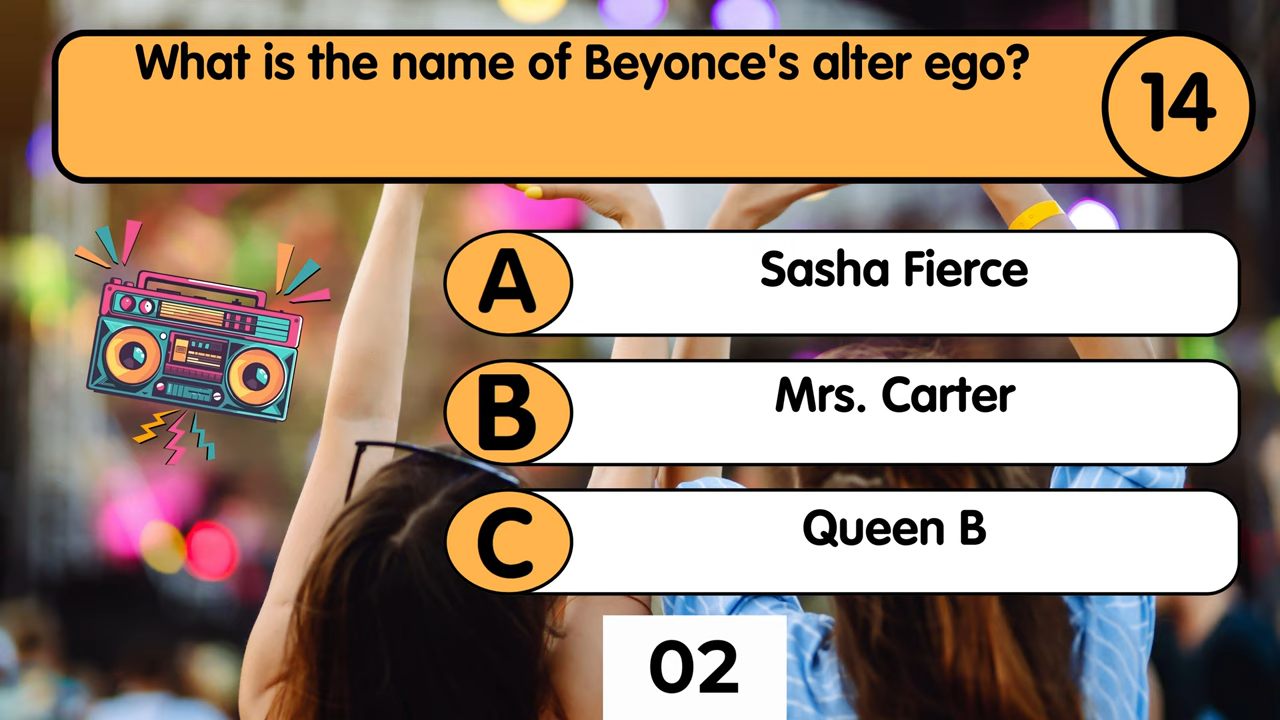 What is the name of Beyonce's alter ego?
14
A
Sasha Fierce
B
Mrs. Carter
C
Queen B
02